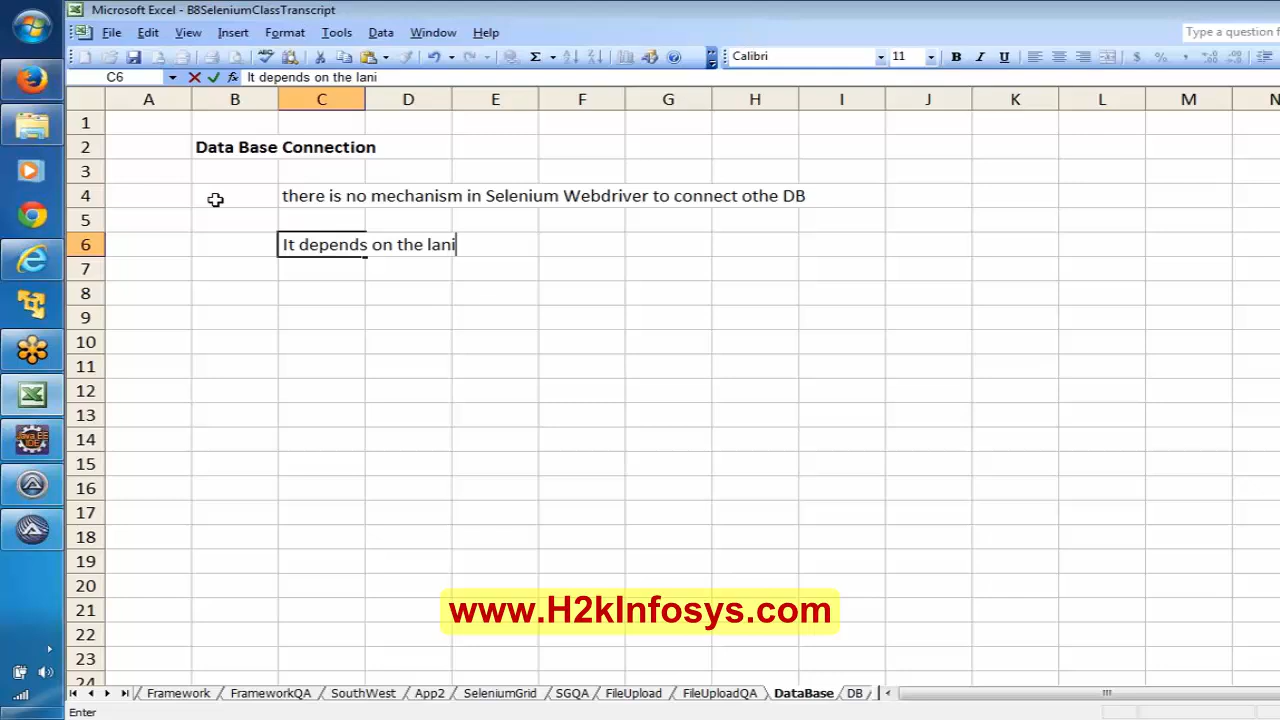 Microsoft Excel - B8SeleniumClassTranscript
File Edit View Insert Format Tools Data Window Help
Type a question f
Calibri 11 B I U $ % ,
C6 fx It depends on the lani
A B C D E F G H I J K L M N
1
2 Data Base Connection
3
4 there is no mechanism in Selenium Webdriver to connect othe DB
5
6 It depends on the lani
7
8
9
10
11
12
13
14
15
16
17
18
19
20
www.H2kInfosys.com
21
22
23
24
Framework FrameworkQA SouthWest App2 SeleniumGrid SGQA FileUpload FileUploadQA DataBase DB
Enter